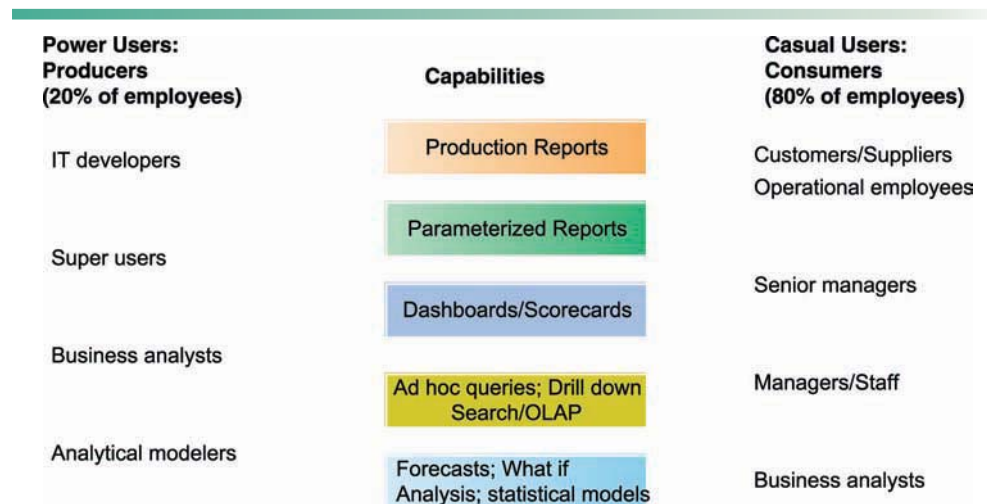 Power Users:
Producers
(20% of employees)
Capabilities
Casual Users:
Consumers
(80% of employees)
IT developers
Production Reports
Customers/Suppliers
Operational employees
Parameterized Reports
Super users
Dashboards/Scorecards
Senior managers
Business analysts
Ad hoc queries; Drill down
Search/OLAP
Managers/Staff
Analytical modelers
Forecasts; What if
Analysis; statistical models
Business analysts